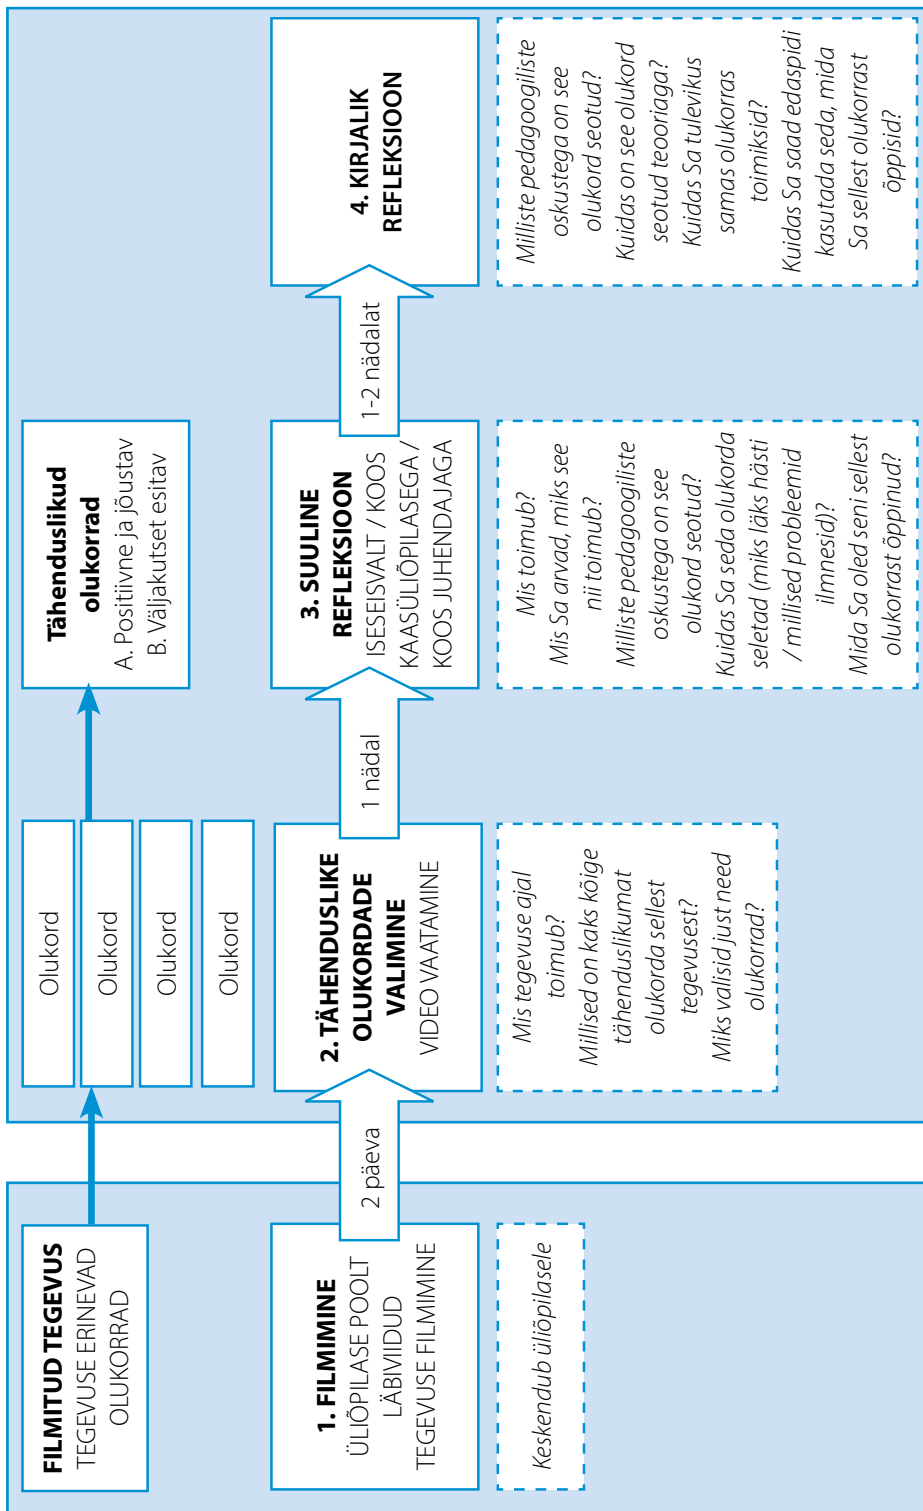 FILMITUD TEGEVUS
TEGEVUSE ERINEVAD
OLUKORRAD
Olukord
Olukord
Olukord
Olukord
Tähenduslikud
olukorrad
A. Positiivne ja jõustav
B. Väljakutset esitav
1. FILMIMINE
ÜLIÕPILASE POOLT
LÄBIVIIDUD
TEGEVUSE FILMIMINE
2 päeva
2. TÄHENDUSLIKE
OLUKORDADE
VALIMINE
VIDEO VAATAMINE
1 nädal
3. SUULINE
REFLEKSIOON
ISESEISVALT / KOOS
KAASÜLIÕPILASEGA /
KOOS JUHENDAJAGA
1-2 nädalat
4. KIRJALIK
REFLEKSIOON
Keskendub üliõpilasele
Mis tegevuse ajal
toimub?
Millised on kaks kõige
tähenduslikumat
olukorda sellest
tegevusest?
Miks valisid just need
olukorrad?
Mis toimub?
Mis Sa arvad, miks see
nii toimub?
Milliste pedagoogiliste
oskustega on see
olukord seotud?
Kuidas Sa seda olukorda
seletad (miks läks hästi
/ millised probleemid
ilmnesid)?
Mida Sa oled seni sellest
olukorrast õppinud?
Milliste pedagoogiliste
oskustega on see
olukord seotud?
Kuidas on see olukord
seotud teooriaga?
Kuidas Sa tulevikus
samas olukorras
toimiksid?
Kuidas Sa saad edaspidi
kasutada seda, mida
Sa sellest olukorrast
õppisid?